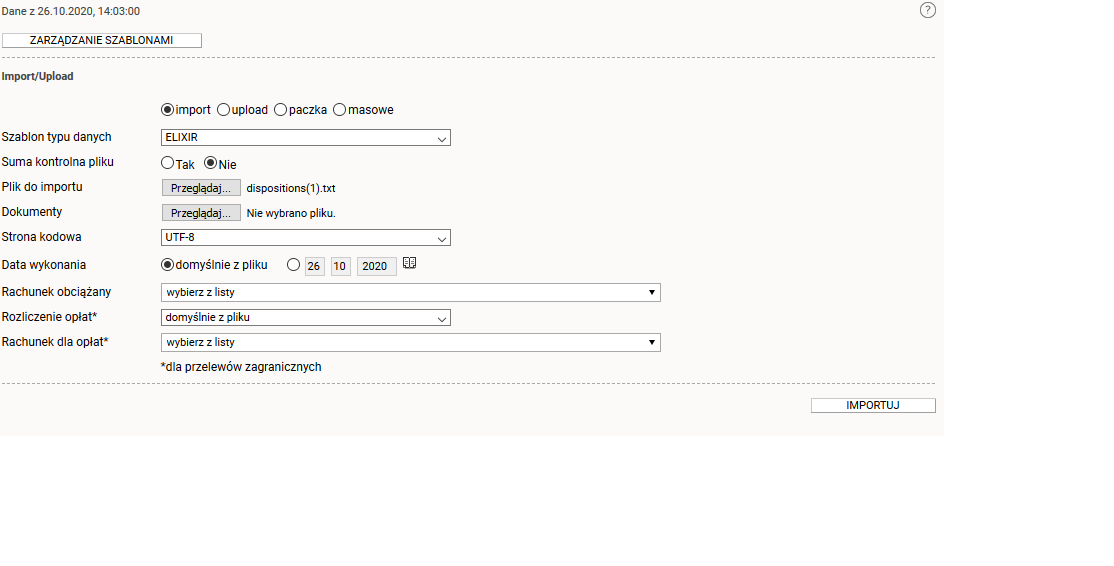 Dane z 26.10.2020, 14:03:00
?
ZARZĄDZANIE SZABLONAMI
Import/Upload
import upload paczka masowe
Szablon typu danych ELIXIR
Suma kontrolna pliku Tak Nie
Plik do importu Przeglądaj... dispositions(1).txt
Dokumenty Przeglądaj... Nie wybrano pliku.
Strona kodowa UTF-8
Data wykonania domyślnie z pliku 26 10 2020
Rachunek obciążany wybierz z listy
Rozliczenie opłat* domyślnie z pliku
Rachunek dla opłat* wybierz z listy
*dla przelewów zagranicznych
IMPORTUJ